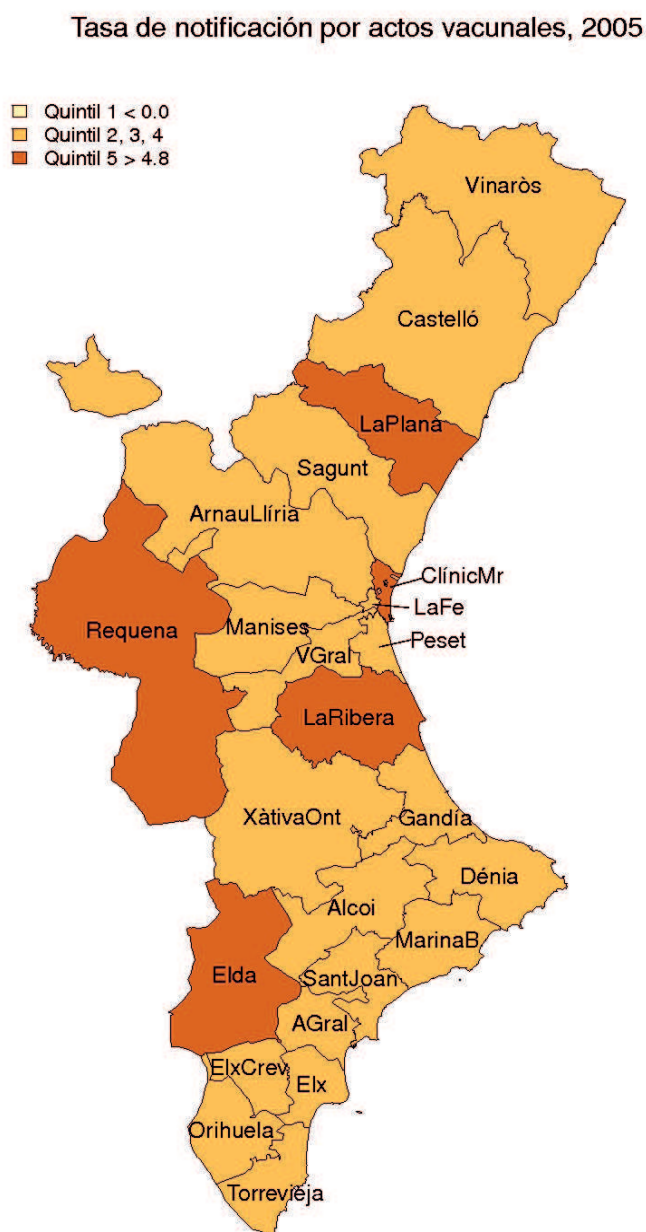 Tasa de notificación por actos vacunales, 2005
Quintil 1 < 0.0
Quintil 2, 3, 4
Quintil 5 > 4.8
Vinaròs
Castelló
LaPlana
Sagunt
ArnauLlíria
ClínicMr
LaFe
Requena
Manises
Peset
VGral
LaRibera
XàtivaOnt
Gandía
Dénia
Alcoi
MarinaB
Elda
SantJoan
AGral
ElxCrev
Elx
Orihuela
Torrevieja